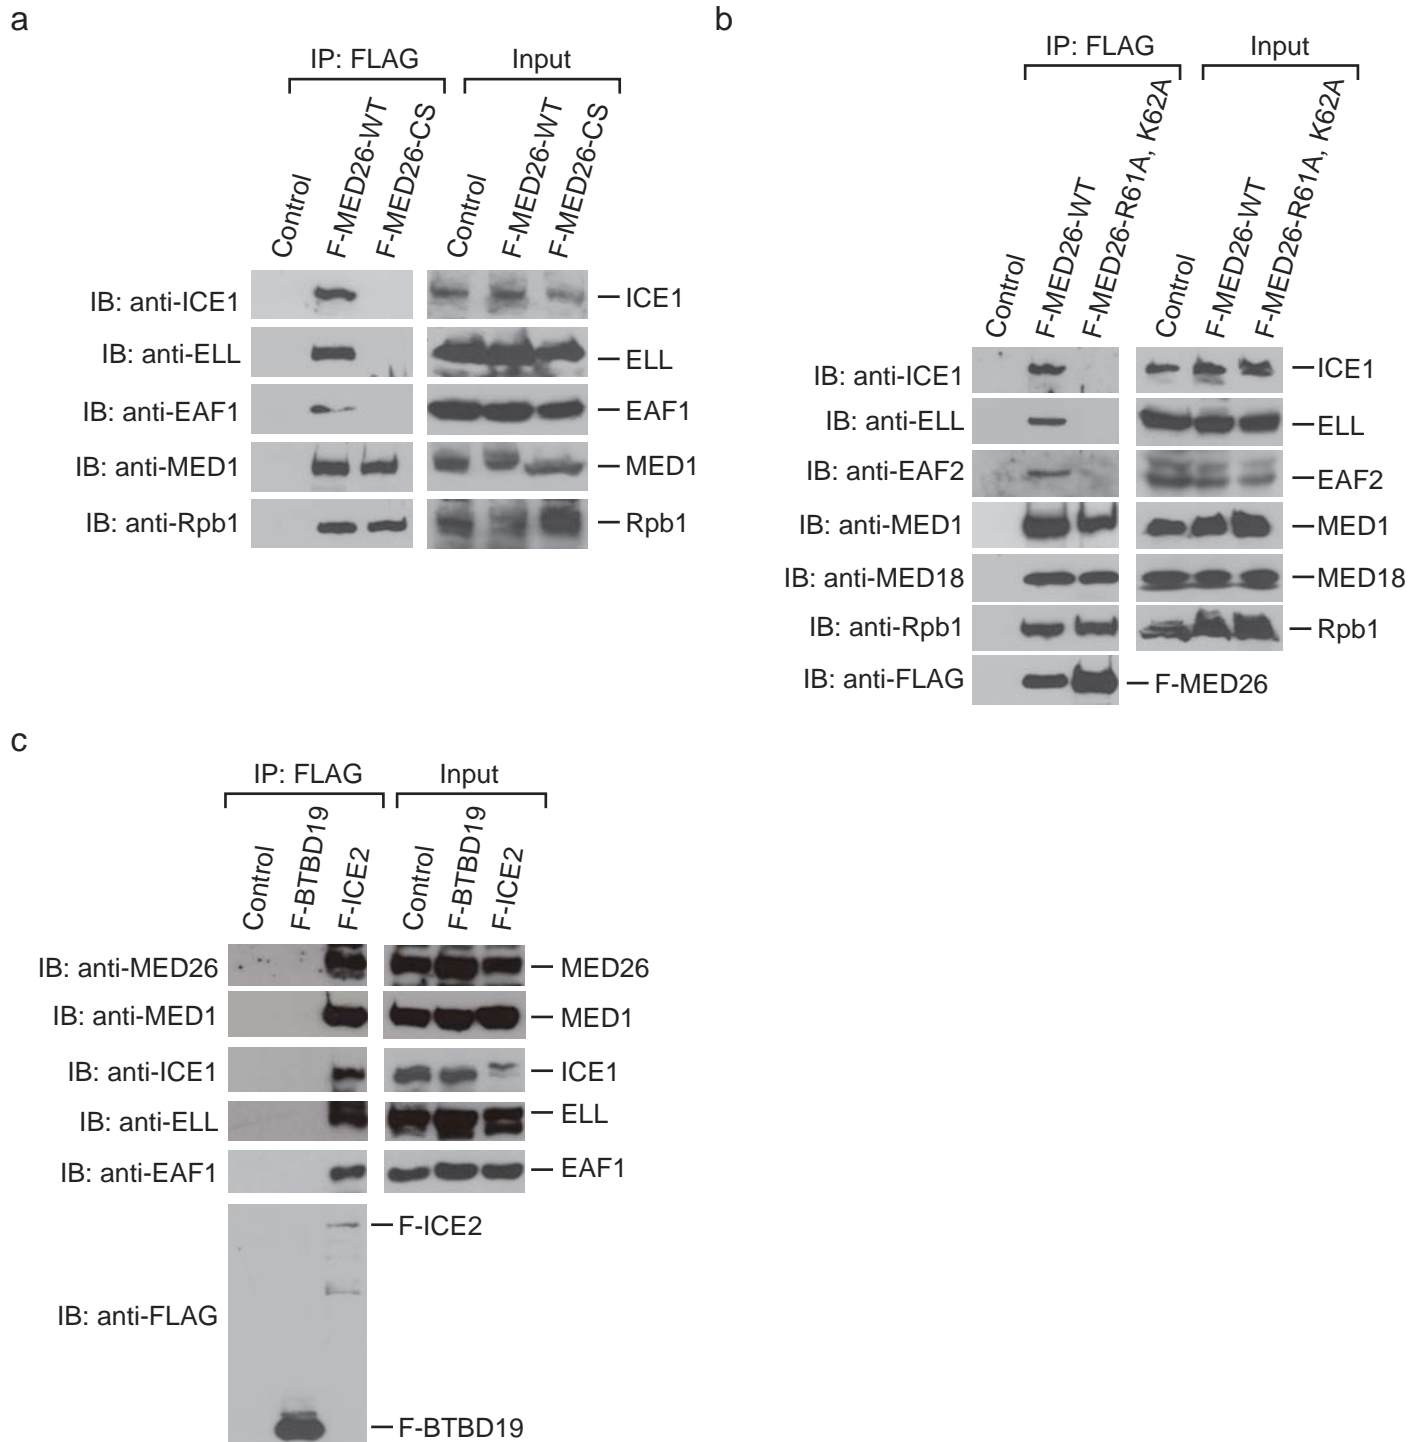 a
IP: FLAG
Input
Control
F-MED26-WT
F-MED26-CS
Control
F-MED26-WT
F-MED26-CS
IB: anti-ICE1
ICE1
IB: anti-ELL
ELL
IB: anti-EAF1
EAF1
IB: anti-MED1
MED1
IB: anti-Rpb1
Rpb1
b
IP: FLAG
Input
Control
F-MED26-WT
F-MED26-R61A, K62A
Control
F-MED26-WT
F-MED26-R61A, K62A
IB: anti-ICE1
ICE1
IB: anti-ELL
ELL
IB: anti-EAF2
EAF2
IB: anti-MED1
MED1
IB: anti-MED18
MED18
IB: anti-Rpb1
Rpb1
IB: anti-FLAG
F-MED26
c
IP: FLAG
Input
Control
F-BTBD19
F-ICE2
Control
F-BTBD19
F-ICE2
IB: anti-MED26
MED26
IB: anti-MED1
MED1
IB: anti-ICE1
ICE1
IB: anti-ELL
ELL
IB: anti-EAF1
EAF1
F-ICE2
IB: anti-FLAG
F-BTBD19